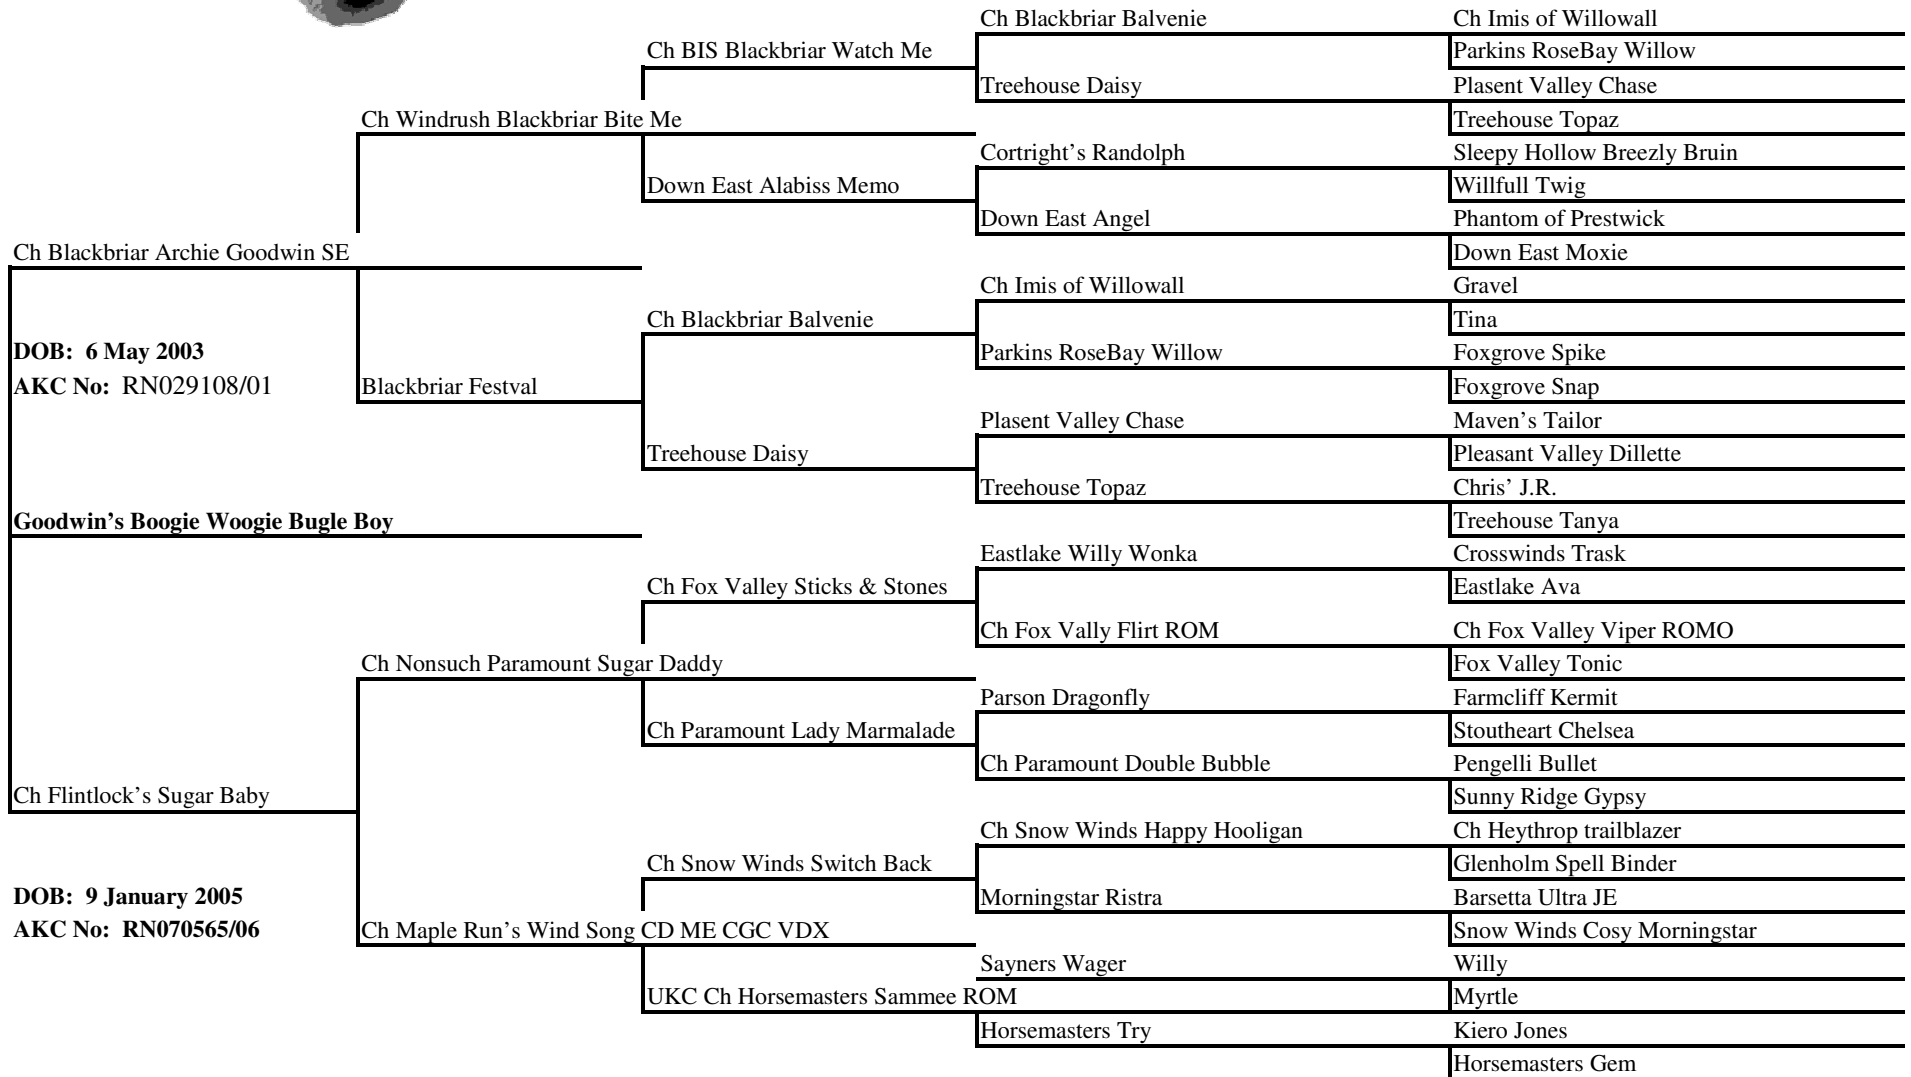 Ch Blackbriar Balvenie Ch Imis of Willowall
Ch BIS Blackbriar Watch Me Parkins RoseBay Willow
Treehouse Daisy Plasent Valley Chase
Ch Windrush Blackbriar Bite Me Treehouse Topaz
Cortright's Randolph Sleepy Hollow Breezly Bruin
Down East Alabiss Memo Willfull Twig
Down East Angel Phantom of Prestwick
Ch Blackbriar Archie Goodwin SE Down East Moxie
Ch Imis of Willowall Gravel
Ch Blackbriar Balvenie Tina
DOB: 6 May 2003 Parkins RoseBay Willow Foxgrove Spike
AKC No: RN029108/01 Blackbriar Festval Foxgrove Snap
Plasent Valley Chase Maven's Tailor
Treehouse Daisy Pleasant Valley Dillette
Treehouse Topaz Chris' J.R.
Goodwin's Boogie Woogie Bugle Boy Treehouse Tanya
Eastlake Willy Wonka Crosswinds Trask
Ch Fox Valley Sticks & Stones Eastlake Ava
Ch Fox Vally Flirt ROM Ch Fox Valley Viper ROMO
Ch Nonsuch Paramount Sugar Daddy Fox Valley Tonic
Parson Dragonfly Farmcliff Kermit
Ch Paramount Lady Marmalade Stoutheart Chelsea
Ch Paramount Double Bubble Pengelli Bullet
Ch Flintlock's Sugar Baby Sunny Ridge Gypsy
Ch Snow Winds Happy Hooligan Ch Heythrop trailblazer
Ch Snow Winds Switch Back Glenholm Spell Binder
DOB: 9 January 2005 Morningstar Ristra Barsetta Ultra JE
AKC No: RN070565/06 Ch Maple Run's Wind Song CD ME CGC VDX Snow Winds Cosy Morningstar
Sayners Wager Willy
UKC Ch Horsemasters Sammee ROM Myrtle
Horsemasters Try Kiero Jones
Horsemasters Gem